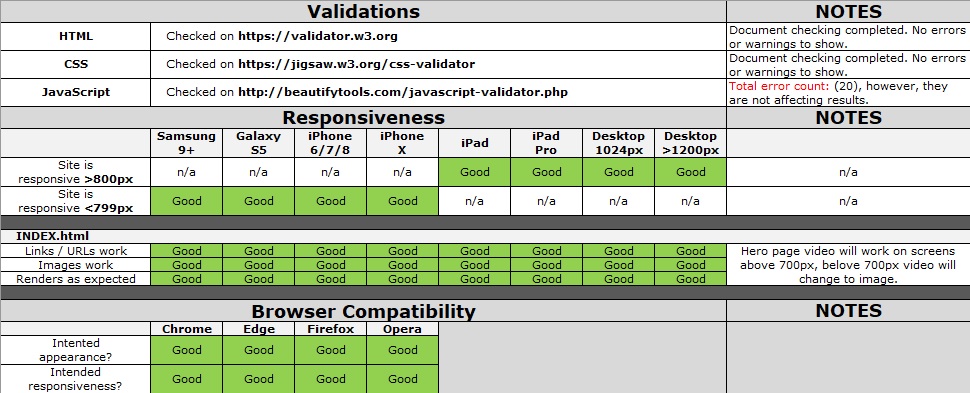 Validations NOTES
HTML Checked on https://validator.w3.org Document checking completed. No errors
or warnings to show.
CSS Checked on https://jigsaw.w3.org/css-validator Document checking completed. No errors
or warnings to show.
JavaScript Checked on http://beautifytools.com/javascript-validator.php Total error count: (20), however, they
are not affecting results.
Responsiveness NOTES
Samsung Galaxy iPhone iPhone iPad iPad Desktop Desktop
9+ S5 6/7/8 X Pro 1024px >1200px
Site is
responsive >800px n/a n/a n/a n/a Good Good Good Good n/a
Site is
responsive <799px Good Good Good Good n/a n/a n/a n/a n/a
INDEX.html
Links / URLs work Good Good Good Good Good Good Good Good Hero page video will work on screens
Images work Good Good Good Good Good Good Good Good above 700px, belove 700px video will
Renders as expected Good Good Good Good Good Good Good Good change to image.
Browser Compatibility NOTES
Chrome Edge Firefox Opera
Intented
appearance? Good Good Good Good
Intended
responsiveness? Good Good Good Good